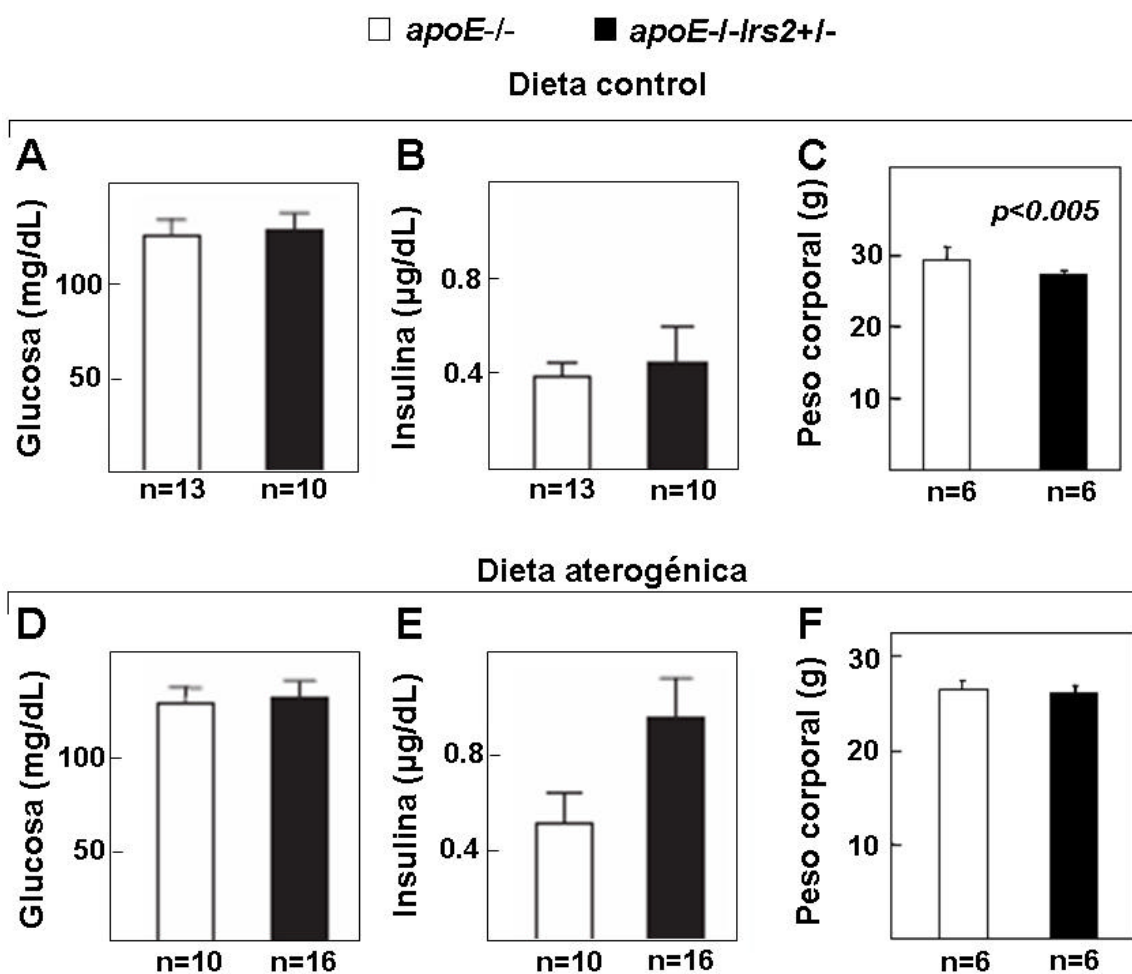 apoE-/- apoE-/-Irs2+/-
Dieta control
A
Glucosa (mg/dL)
100
50
n=13 n=10
B
Insulina (µg/dL)
0.8
0.4
n=13 n=10
C
Peso corporal (g)
p<0.005
30
20
10
n=6 n=6
Dieta aterogénica
D
Glucosa (mg/dL)
100
50
n=10 n=16
E
Insulina (µg/dL)
0.8
0.4
n=10 n=16
F
Peso corporal (g)
30
20
10
n=6 n=6